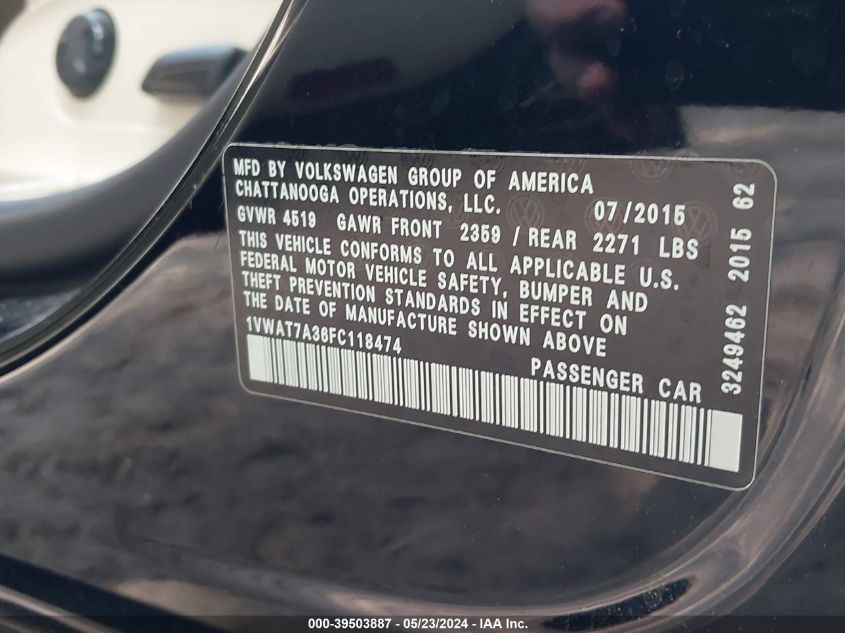 MFD BY VOLKSWAGEN GROUP OF AMERICA
CHATTANOOGA OPERATIONS, LLC. 07/2015
GVWR 4519 GAWR FRONT 2359 / REAR 2271 LBS
THIS VEHICLE CONFORMS TO ALL APPLICABLE U.S.
FEDERAL MOTOR VEHICLE SAFETY, BUMPER AND
THEFT PREVENTION STANDARDS IN EFFECT ON
THE DATE OF MANUFACTURE SHOWN ABOVE
1VWAT7A36FC118474
PASSENGER CAR
3249462 2015 62
000-39503887 - 05/23/2024 - IAA Inc.